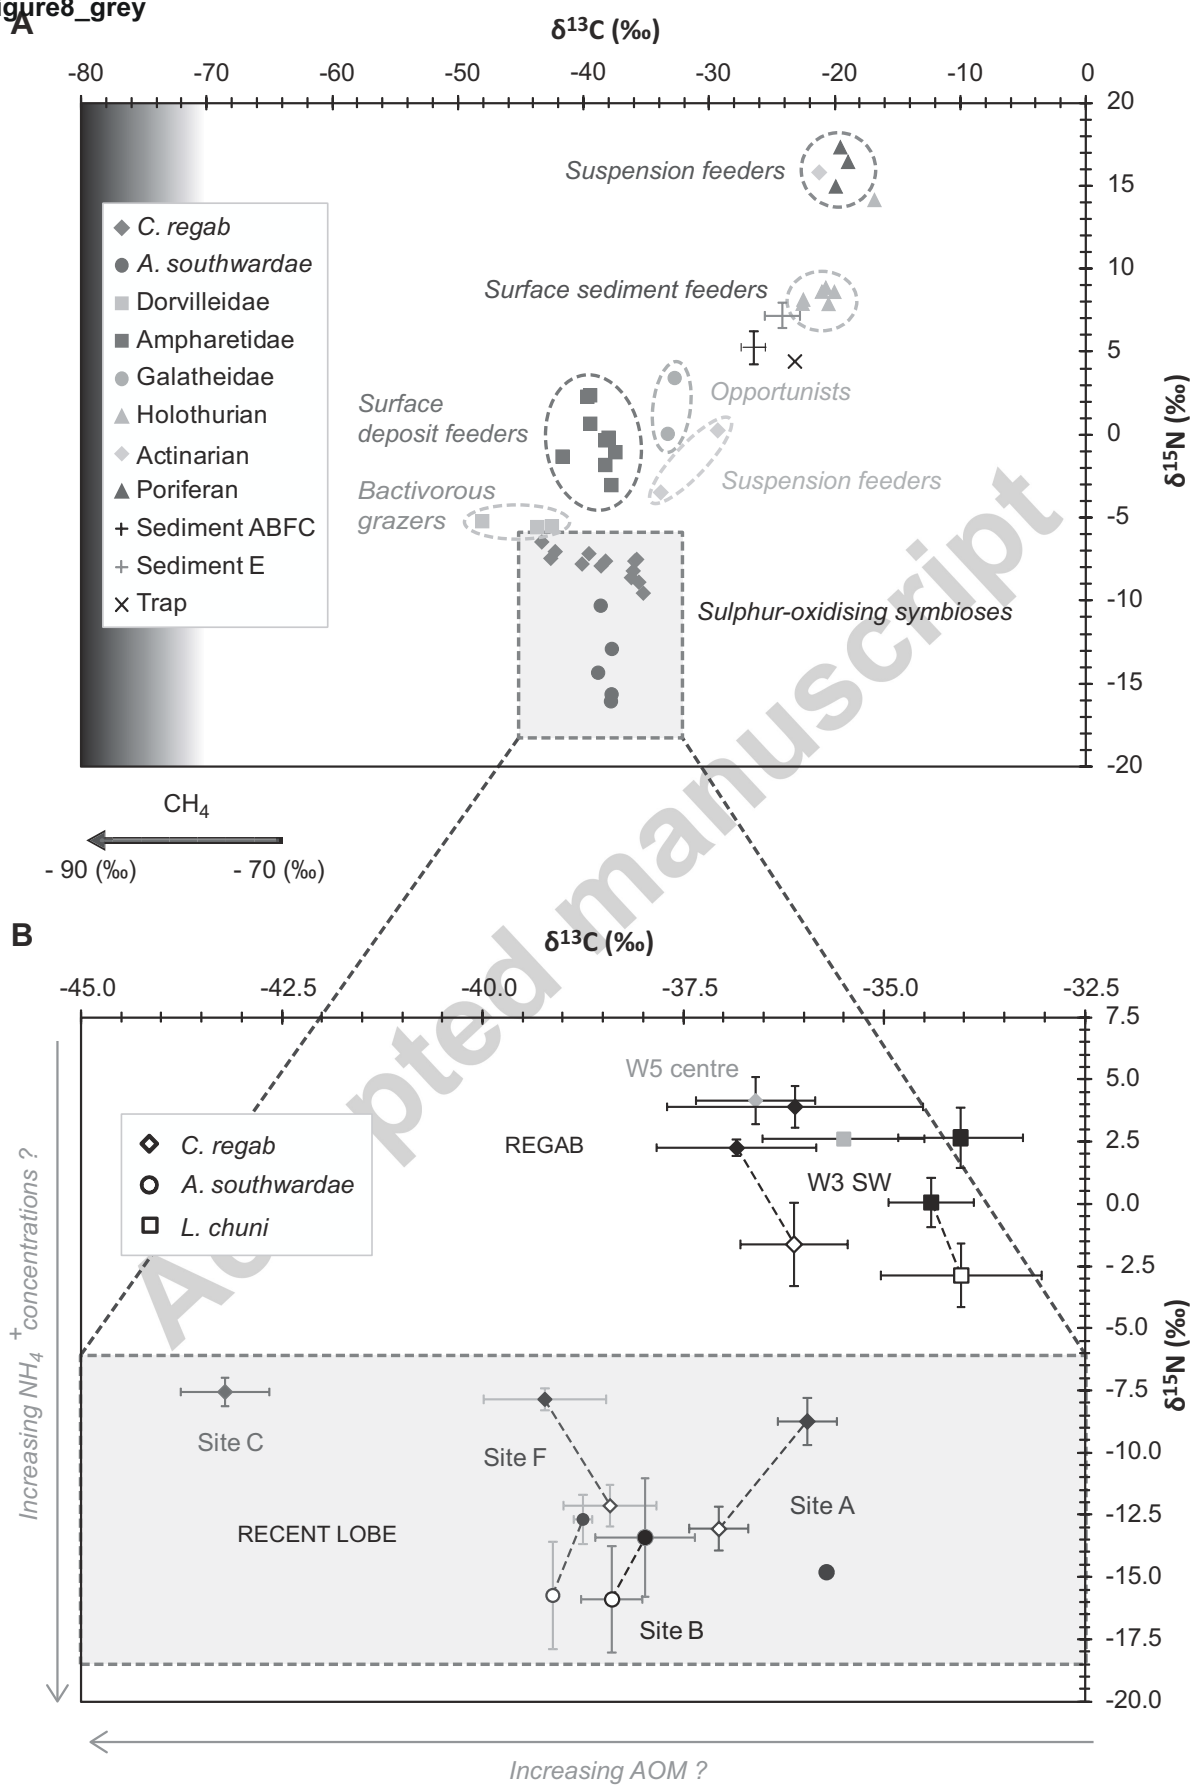 igure8_grey
A
δ13C (‰)
-80 -70 -60 -50 -40 -30 -20 -10 0
20
15
10
5
0
-5
-10
-15
-20
δ15N (‰)
Suspension feeders
C. regab
A. southwardae
Dorvilleidae
Ampharetidae
Galatheidae
Holothurian
Actinarian
Poriferan
Sediment ABFC
Sediment E
Trap
Surface sediment feeders
Opportunists
Surface
deposit feeders
Suspension feeders
Bactivorous
grazers
Sulphur-oxidising symbioses
CH4
- 90 (‰) - 70 (‰)
Accepted manuscript
B
δ13C (‰)
-45.0 -42.5 -40.0 -37.5 -35.0 -32.5
7.5
5.0
2.5
0.0
- 2.5
-5.0
-7.5
-10.0
-12.5
-15.0
-17.5
-20.0
δ15N (‰)
W5 centre
C. regab
A. southwardae
L. chuni
REGAB
W3 SW
Site C
Site F
Site A
RECENT LOBE
Site B
Increasing NH4+concentrations ?
Increasing AOM ?